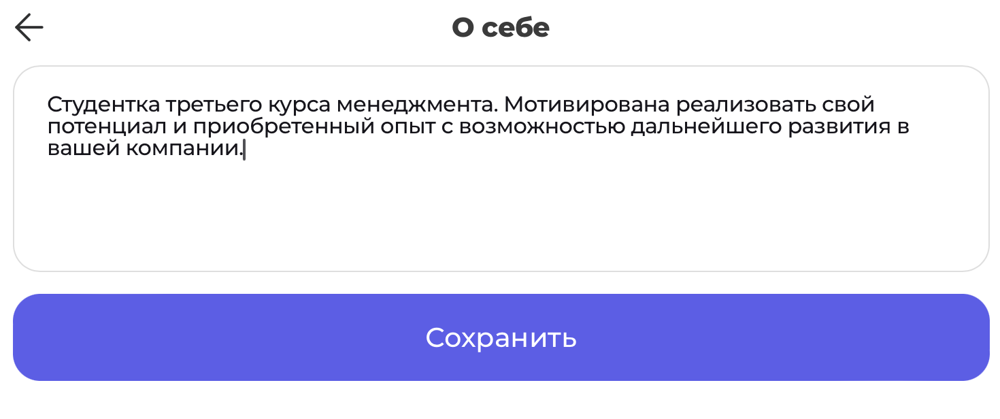 О себе
Студентка третьего курса менеджмента. Мотивирована реализовать свой
потенциал и приобретенный опыт с возможностью дальнейшего развития в
вашей компании.
Сохранить